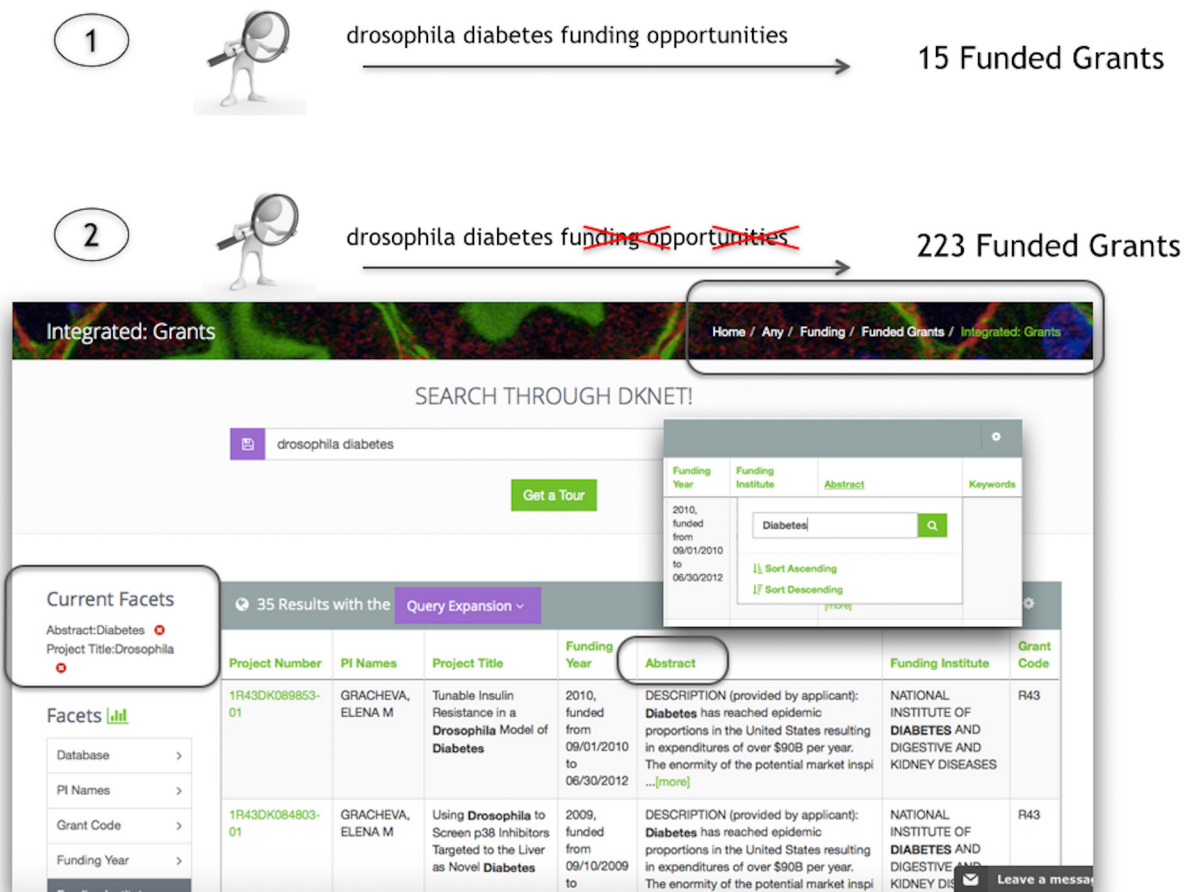 1
drosophila diabetes funding opportunities
15 Funded Grants
2
drosophila diabetes funding opportunities
223 Funded Grants
Integrated: Grants
Home / Any / Funding / Funded Grants / Integrated: Grants
SEARCH THROUGH DKNET!
drosophila diabetes
Get a Tour
Funding
Year
Funding
Institute
Abstract
Keywords
2010,
funded
from
09/01/2010
to
06/30/2012
Diabetes
Sort Ascending
Sort Descending
[more]
Current Facets
Abstract:Diabetes
Project Title:Drosophila
Facets
Database
PI Names
Grant Code
Funding Year
35 Results with the
Query Expansion
Project Number
PI Names
Project Title
Funding
Year
Abstract
Funding Institute
Grant
Code
1R43DK089853-
01
GRACHEVA,
ELENA M
Tunable Insulin
Resistance in a
Drosophila Model of
Diabetes
2010,
funded
from
09/01/2010
to
06/30/2012
DESCRIPTION (provided by applicant):
Diabetes has reached epidemic
proportions in the United States resulting
in expenditures of over $90B per year.
The enormity of the potential market inspi
...[more]
NATIONAL
INSTITUTE OF
DIABETES AND
DIGESTIVE AND
KIDNEY DISEASES
R43
1R43DK084803-
01
GRACHEVA,
ELENA M
Using Drosophila to
Screen p38 Inhibitors
Targeted to the Liver
as Novel Diabetes
2009,
funded
from
09/10/2009
to
DESCRIPTION (provided by applicant):
Diabetes has reached epidemic
proportions in the United States resulting
in expenditures of over $90B per year.
The enormity of the potential market inspi
NATIONAL
INSTITUTE OF
DIABETES AND
DIGESTIVE AND
KIDNEY DIS
R43
Leave a messa